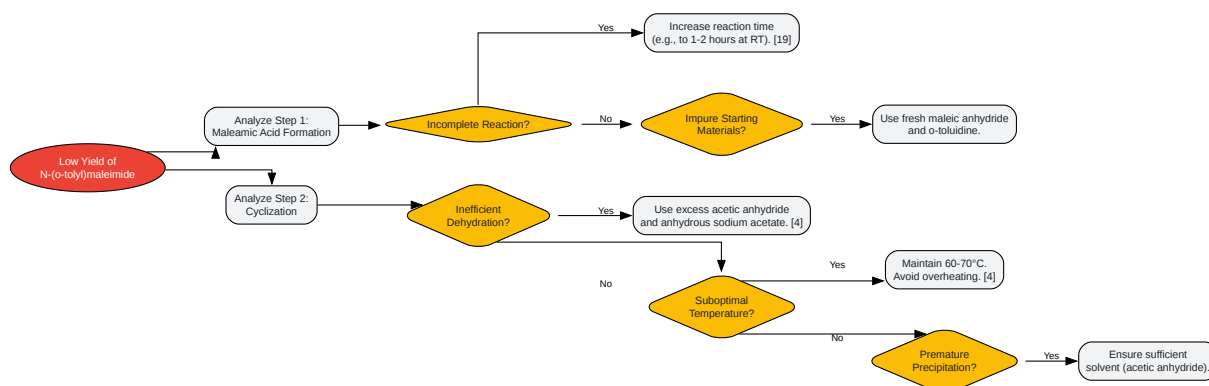 Yes
Increase reaction time
(e.g., to 1-2 hours at RT). [19]
Analyze Step 1:
Maleamic Acid Formation
Incomplete Reaction?
No
Impure Starting
Materials?
Yes
Use fresh maleic anhydride
and o-toluidine.
Low Yield of
N-(o-tolyl)maleimide
Analyze Step 2:
Cyclization
Inefficient
Dehydration?
Yes
Use excess acetic anhydride
and anhydrous sodium acetate. [4]
No
Suboptimal
Temperature?
Yes
Maintain 60-70°C.
Avoid overheating. [4]
No
Premature
Precipitation?
Yes
Ensure sufficient
solvent (acetic anhydride).